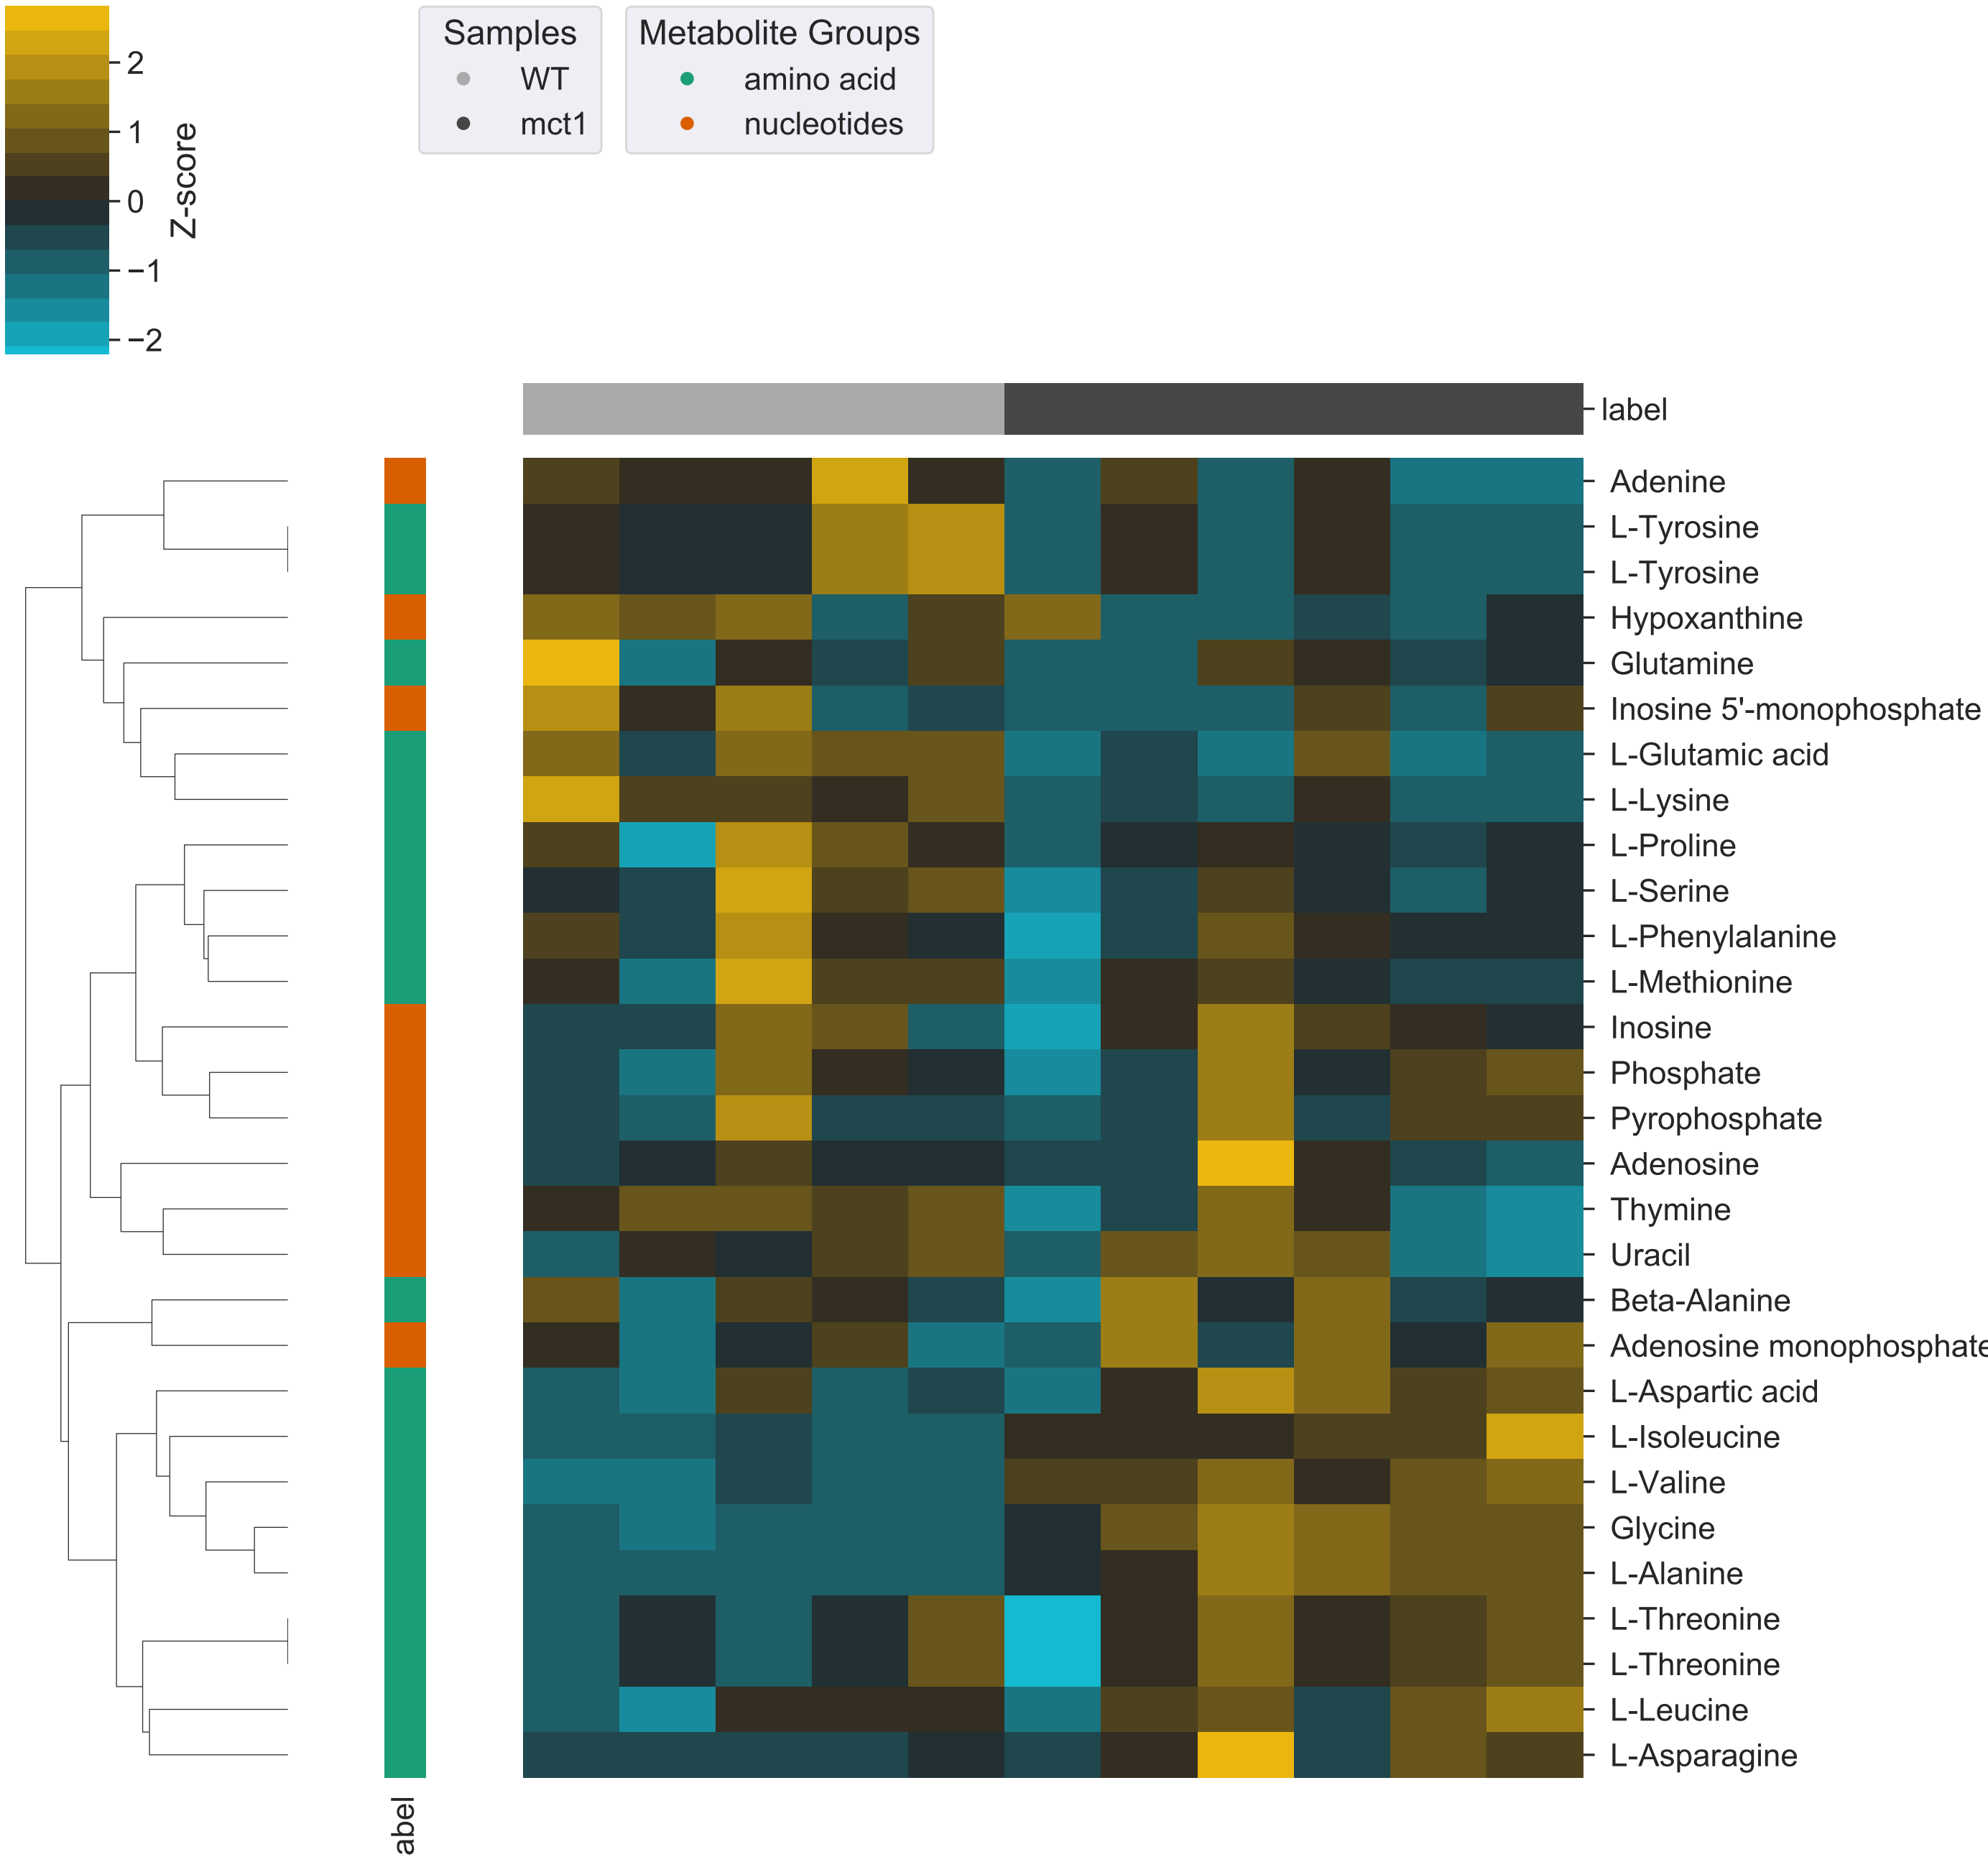 2
1
0
−1
−2
Z-score
Samples
WT
mct1
Metabolite Groups
amino acid
nucleotides
label
Adenine
L-Tyrosine
L-Tyrosine
Hypoxanthine
Glutamine
Inosine 5'-monophosphate
L-Glutamic acid
L-Lysine
L-Proline
L-Serine
L-Phenylalanine
L-Methionine
Inosine
Phosphate
Pyrophosphate
Adenosine
Thymine
Uracil
Beta-Alanine
Adenosine monophosphate
L-Aspartic acid
L-Isoleucine
L-Valine
Glycine
L-Alanine
L-Threonine
L-Threonine
L-Leucine
L-Asparagine
abel